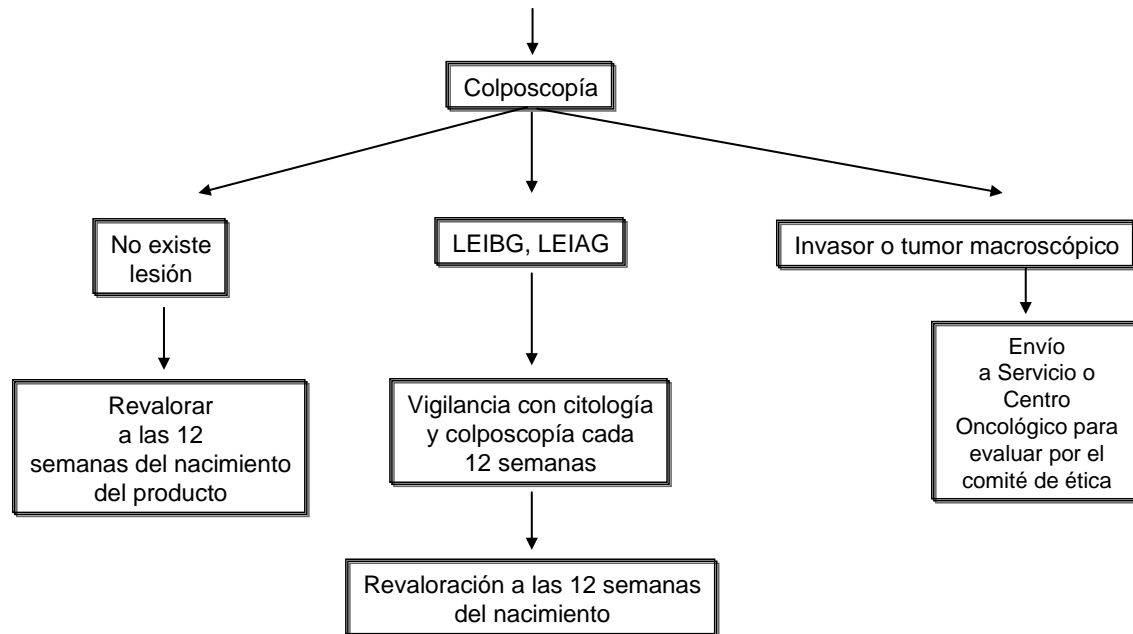 Colposcopía
No existe
lesión
LEIBG, LEIAG
Invasor o tumor macroscópico
Revalorar
a las 12
semanas del nacimiento
del producto
Vigilancia con citología
y colposcopía cada
12 semanas
Envío
a Servicio o
Centro
Oncológico para
evaluar por el
comité de ética
Revaloración a las 12 semanas
del nacimiento